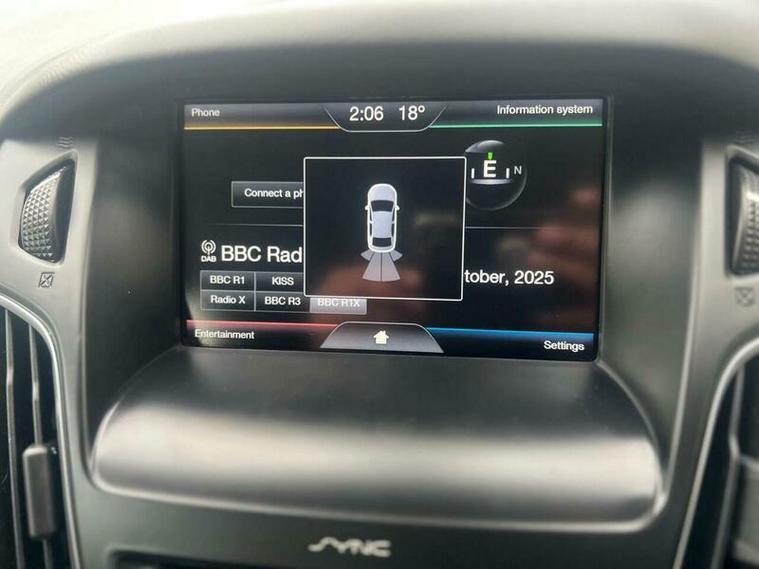 Phone
2:06 18°
Information system
E N
Connect a ph
DAB BBC Rad
tober, 2025
BBC R1 KISS
Radio X BBC R3 BBC R1X
Entertainment
Settings
SYNC